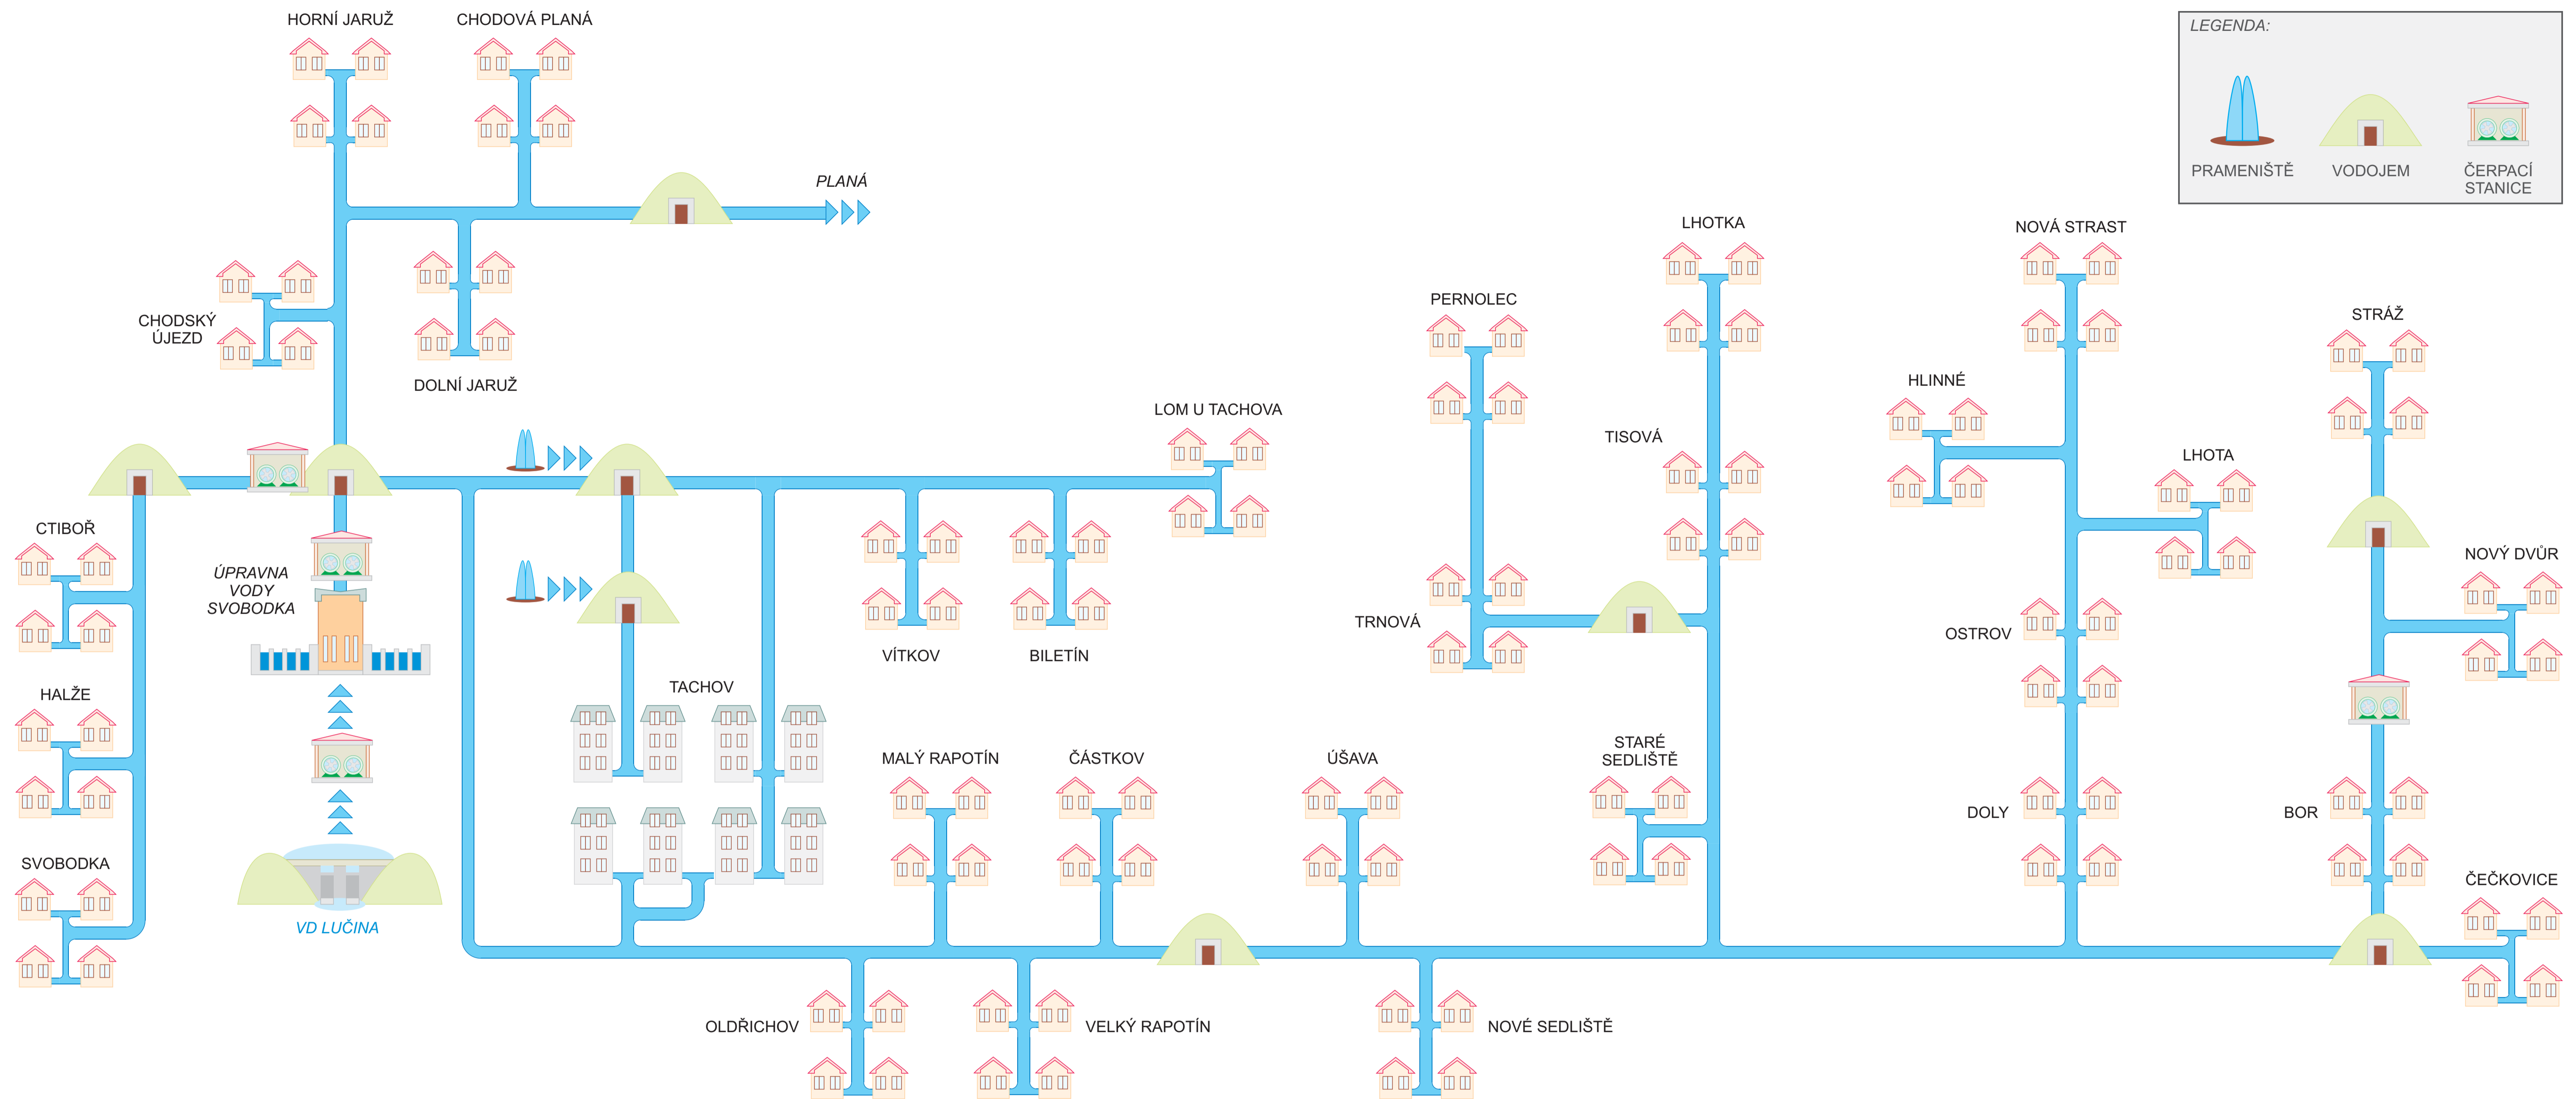 HORNÍ JARUŽ
CHODOVÁ PLANÁ
LEGENDA:
PRAMENIŠTĚ
VODOJEM
ČERPACÍ
STANICE
PLANÁ
LHOTKA
NOVÁ STRAST
PERNOLEC
STRÁŽ
CHODSKÝ
ÚJEZD
DOLNÍ JARUŽ
HLINNÉ
LOM U TACHOVA
TISOVÁ
LHOTA
CTIBOŘ
NOVÝ DVŮR
ÚPRAVNA
VODY
SVOBODKA
TRNOVÁ
OSTROV
VÍTKOV
BILETÍN
TACHOV
HALŽE
STARÉ
SEDLIŠTĚ
MALÝ RAPOTÍN
ČÁSTKOV
ÚŠAVA
DOLY
BOR
SVOBODKA
ČEČKOVICE
VD LUČINA
OLDŘICHOV
VELKÝ RAPOTÍN
NOVÉ SEDLIŠTĚ